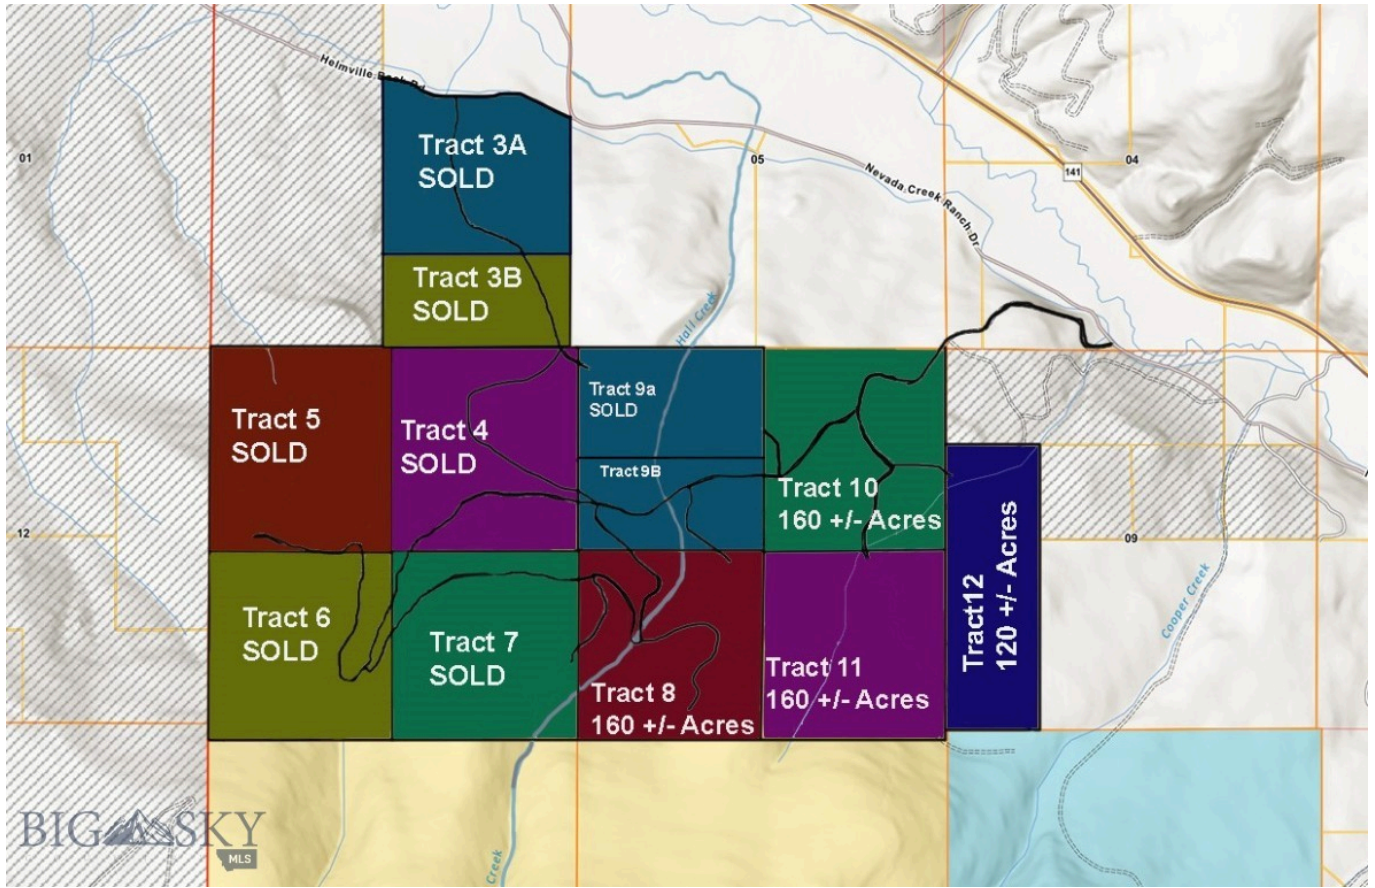 Helmville Bach Rd
01
Tract 3A
SOLD
05
04
141
Nevada Creek Ranch Dr
Tract 3B
SOLD
Hall Creek
Tract 5
SOLD
Tract 4
SOLD
Tract 9a
SOLD
Tract 9B
Tract 10
160 +/- Acres
12
09
Tract12
120 +/- Acres
Cooper Creek
Tract 6
SOLD
Tract 7
SOLD
Tract 8
160 +/- Acres
Tract 11
160 +/- Acres
BIG SKY
MLS
Creek